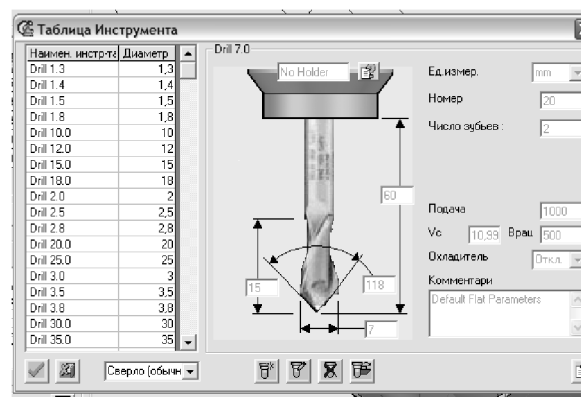 Таблица Инструмента
Наимен. инстр-та Диаметр
Drill 1.3 1,3
Drill 1.4 1,4
Drill 1.5 1,5
Drill 1.8 1,8
Drill 10.0 10
Drill 12.0 12
Drill 15.0 15
Drill 18.0 18
Drill 2.0 2
Drill 2.5 2,5
Drill 2.8 2,8
Drill 20.0 20
Drill 25.0 25
Drill 3.0 3
Drill 3.5 3,5
Drill 3.8 3,8
Drill 30.0 30
Drill 35.0 35
Сверло (обычн
Drill 7.0
No Holder
60
15
118
7
Ед.измер. mm
Номер 20
Число зубьев : 2
Подача 1000
Vc 10,99 Вращ 500
Охладитель Откл.
Комментари
Default Flat Parameters